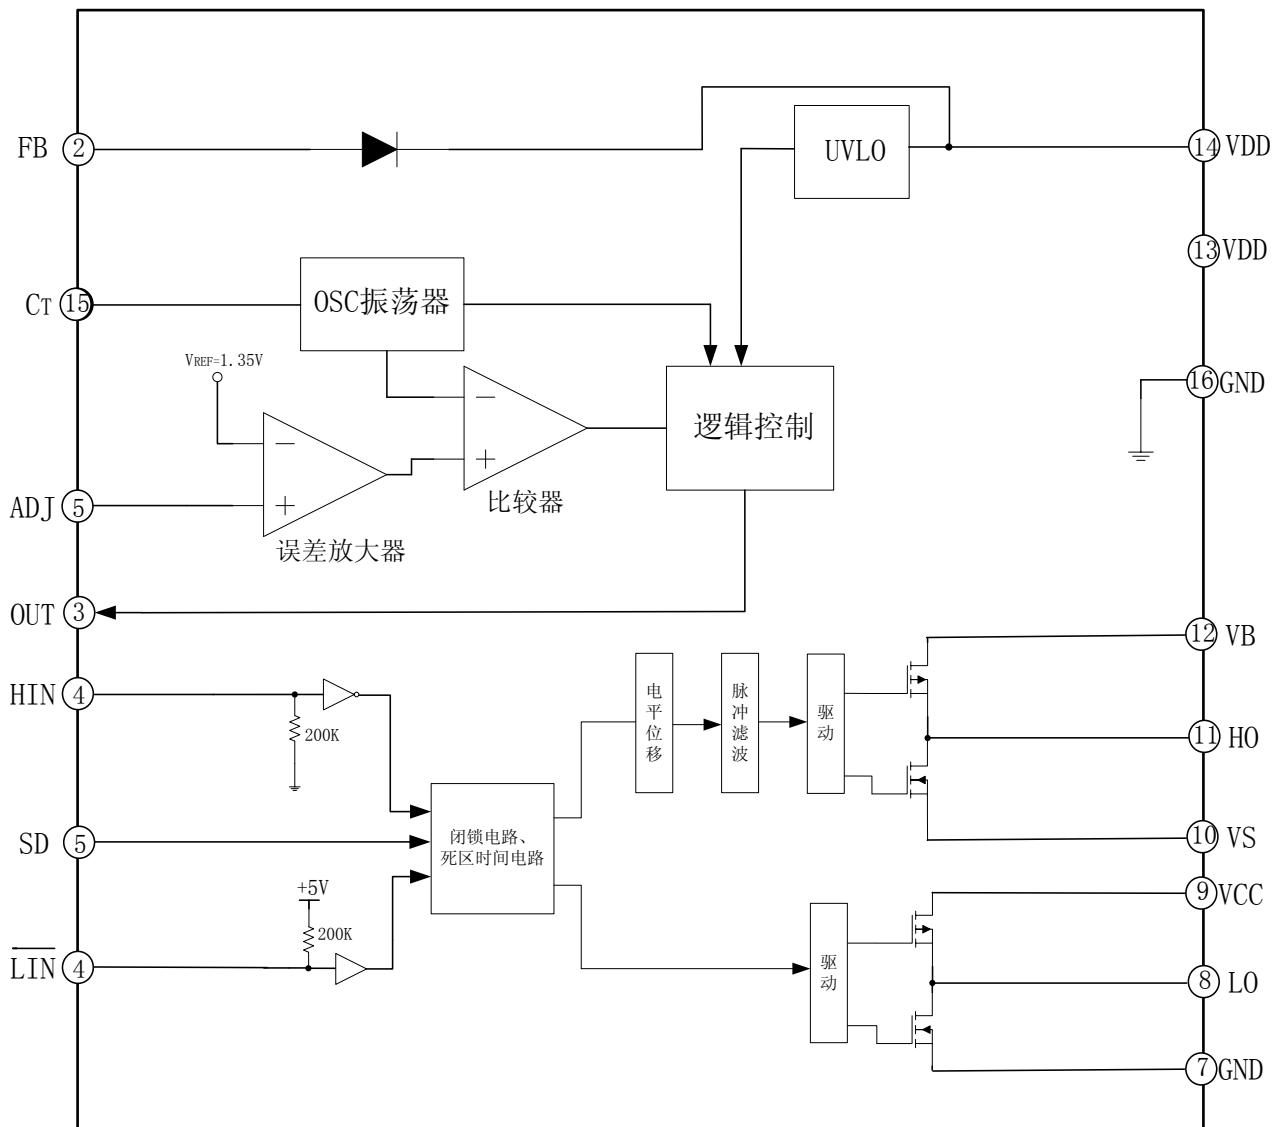 FB ②
UVLO
⑭ VDD
⑬ VDD
CT ⑮
OSC振荡器
VREF=1.35V
⑯ GND
逻辑控制
比较器
ADJ ⑤
误差放大器
OUT ③
⑫ VB
HIN ④
200K
电平位移
脉冲滤波
驱动
⑪ HO
SD ⑤
闭锁电路、
死区时间电路
⑩ VS
+5V
200K
⑨ VCC
LIN ④
驱动
⑧ LO
⑦ GND